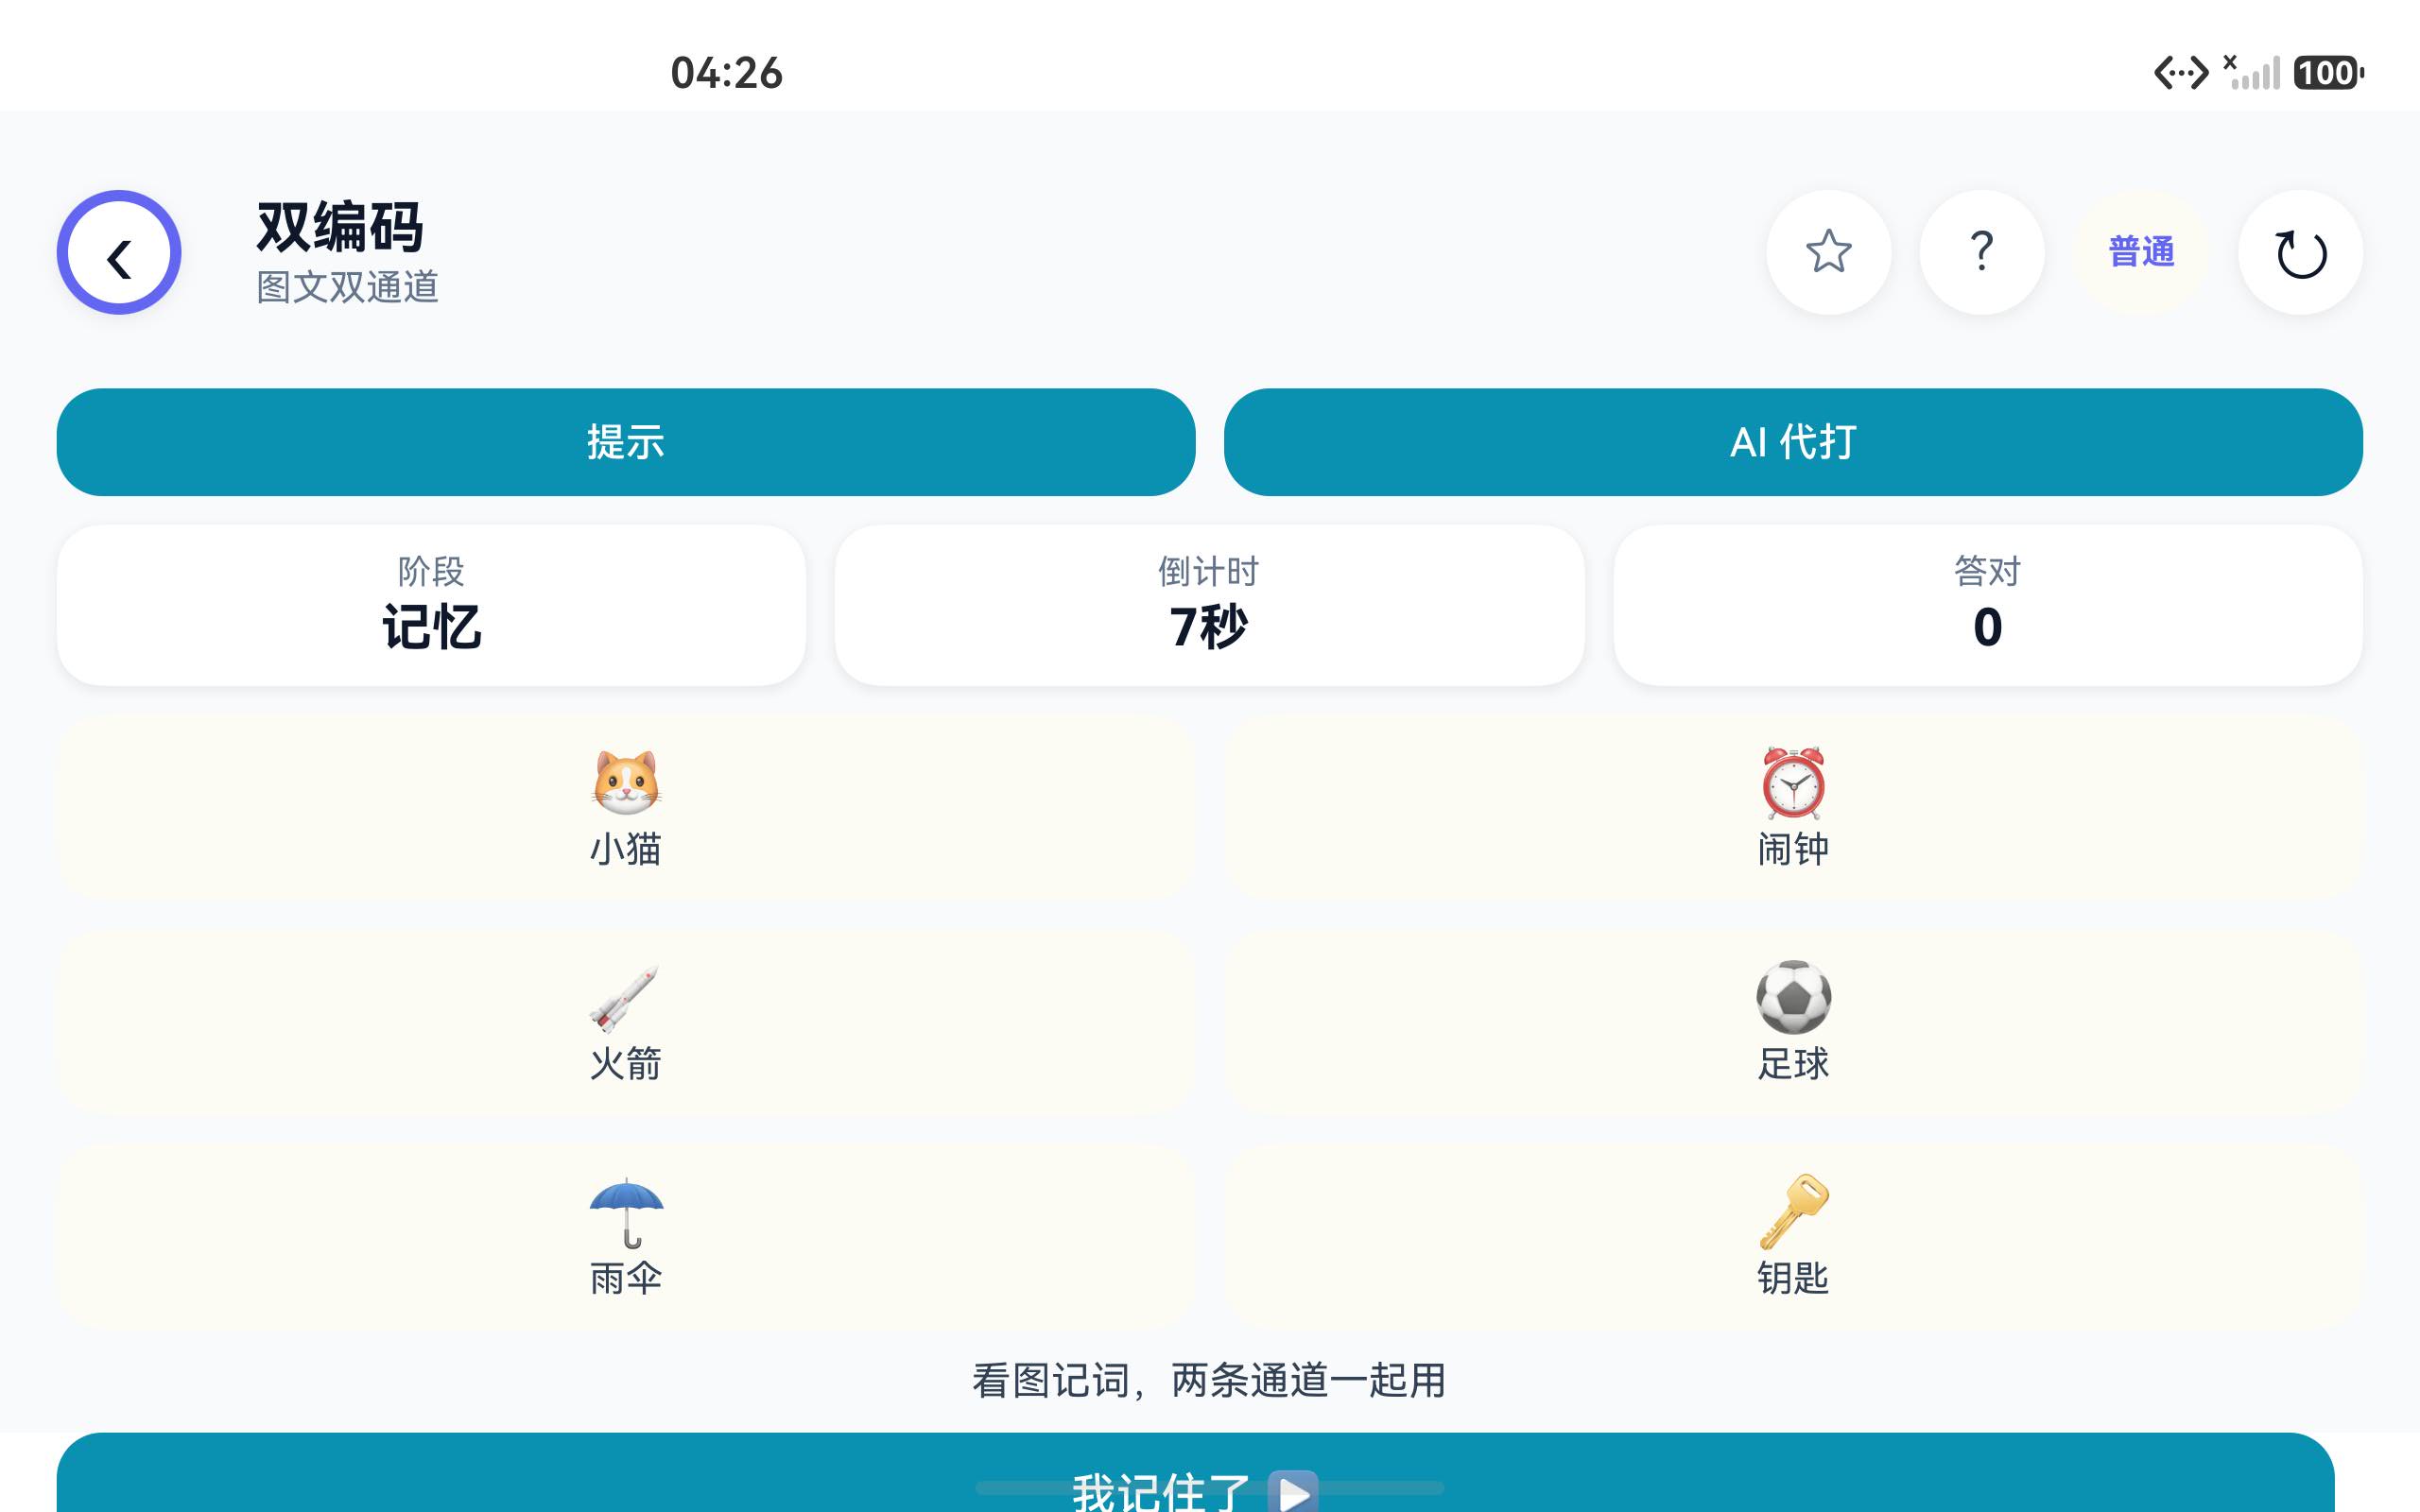 04:26
100
双编码
图文双通道
?
普通
提示
AI 代打
阶段
记忆
倒计时
7秒
答对
0
小猫
闹钟
火箭
足球
雨伞
钥匙
看图记词，两条通道一起用
我记住了